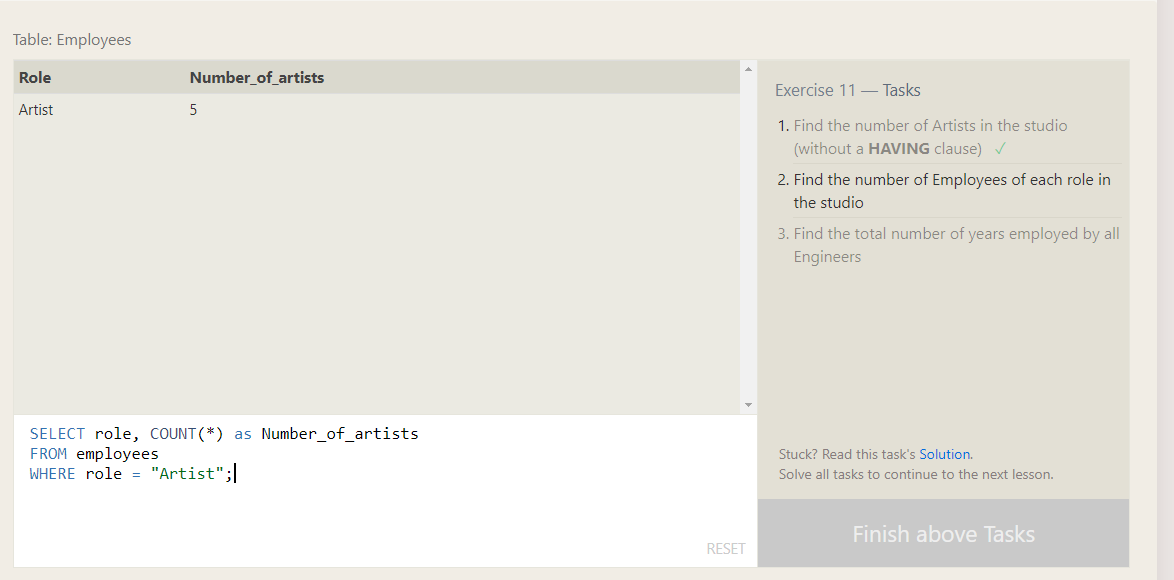 Table: Employees
Role Number_of_artists
Artist 5
Exercise 11 — Tasks
1. Find the number of Artists in the studio
(without a HAVING clause) ✓
2. Find the number of Employees of each role in
the studio
3. Find the total number of years employed by all
Engineers
Stuck? Read this task's Solution.
Solve all tasks to continue to the next lesson.
Finish above Tasks
SELECT role, COUNT(*) as Number_of_artists
FROM employees
WHERE role = "Artist";
RESET